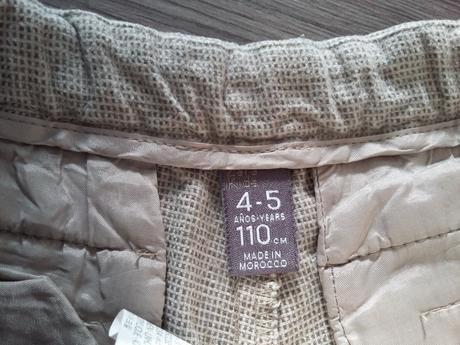 4-5
AÑOS-YEARS
110 CM
MADE IN
MOROCCO